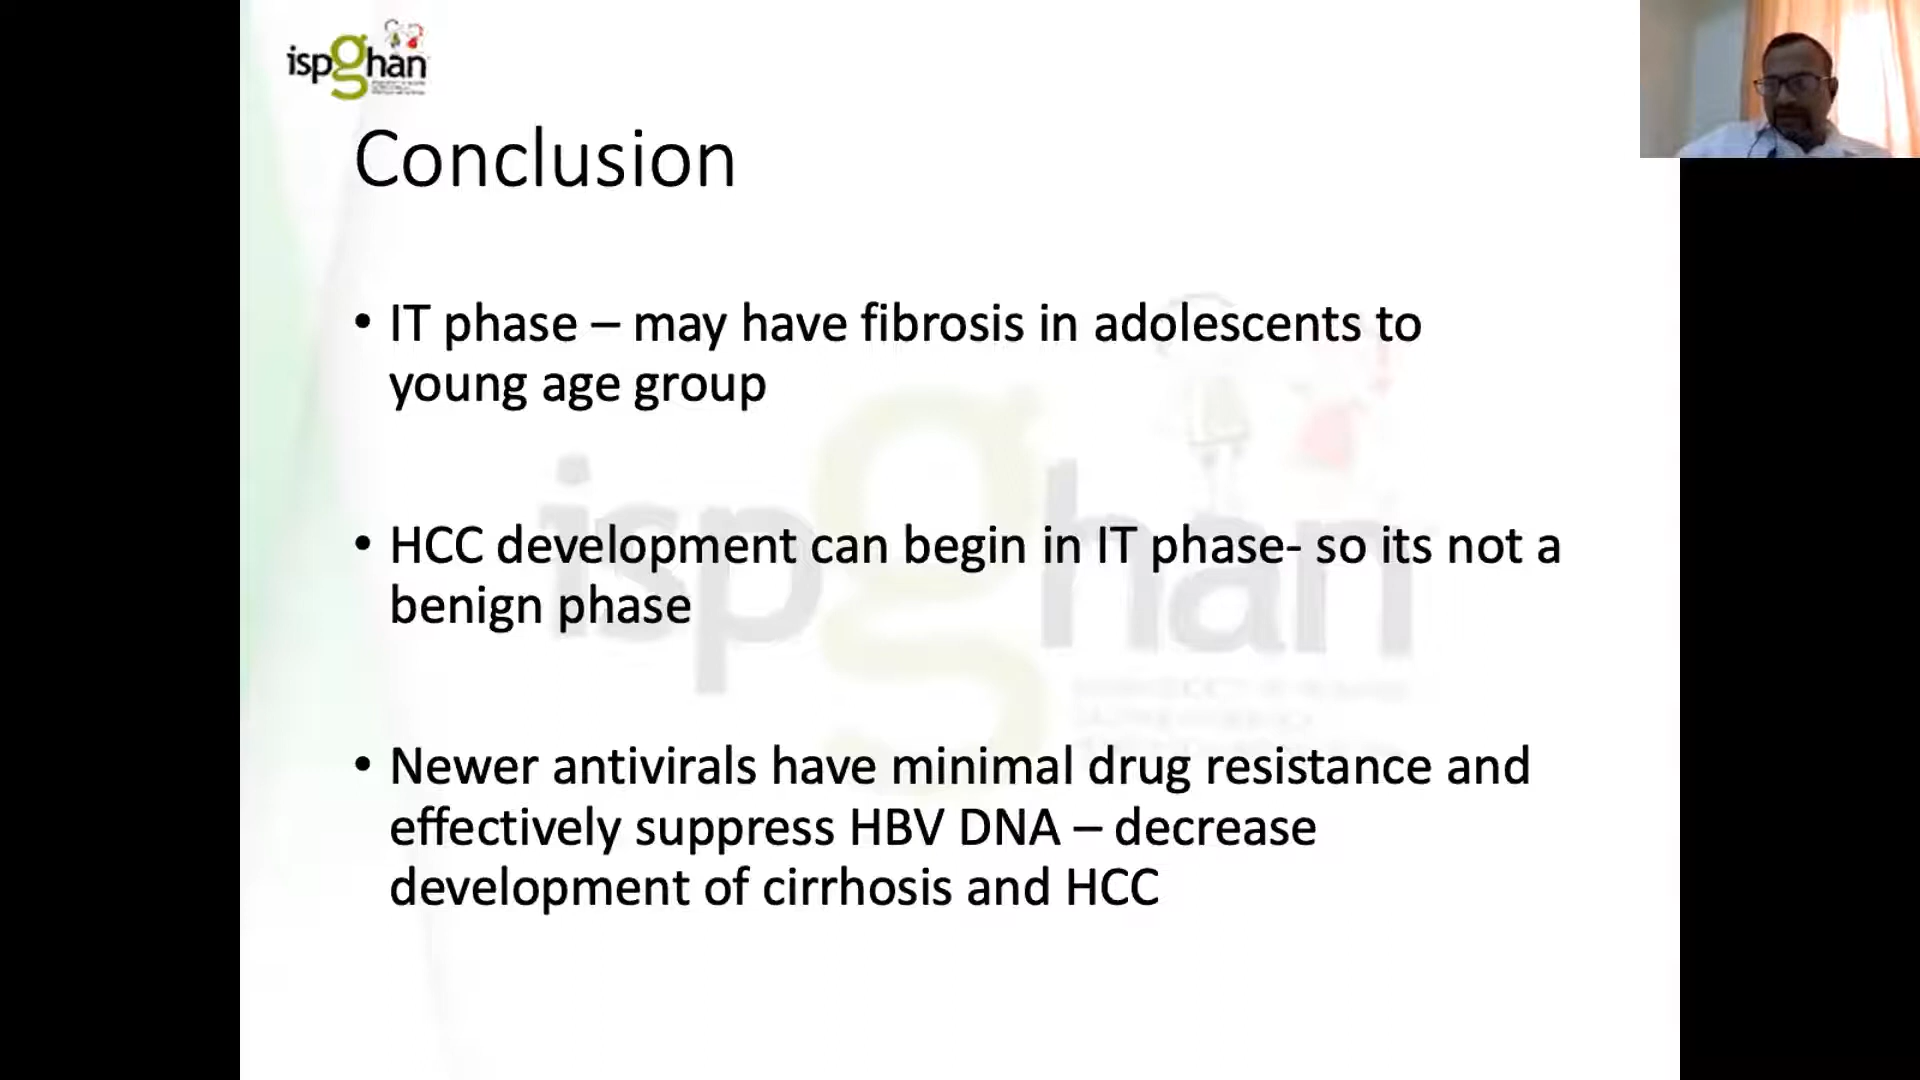 ispghan
Conclusion
• IT phase – may have fibrosis in adolescents to
young age group
• HCC development can begin in IT phase- so its not a
benign phase
• Newer antivirals have minimal drug resistance and
effectively suppress HBV DNA – decrease
development of cirrhosis and HCC
ispghan